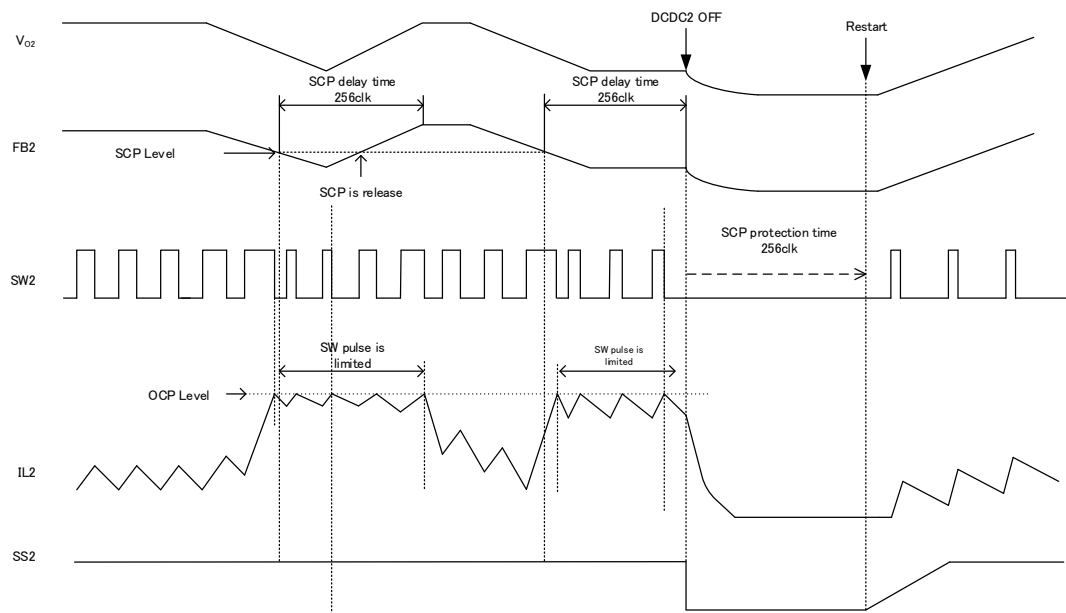 DCDC2 OFF
Restart
VO2
SCP delay time
256clk
SCP delay time
256clk
FB2
SCP Level
SCP is release
SCP protection time
256clk
SW2
SW pulse is
limited
SW pulse is
limited
OCP Level
IL2
SS2